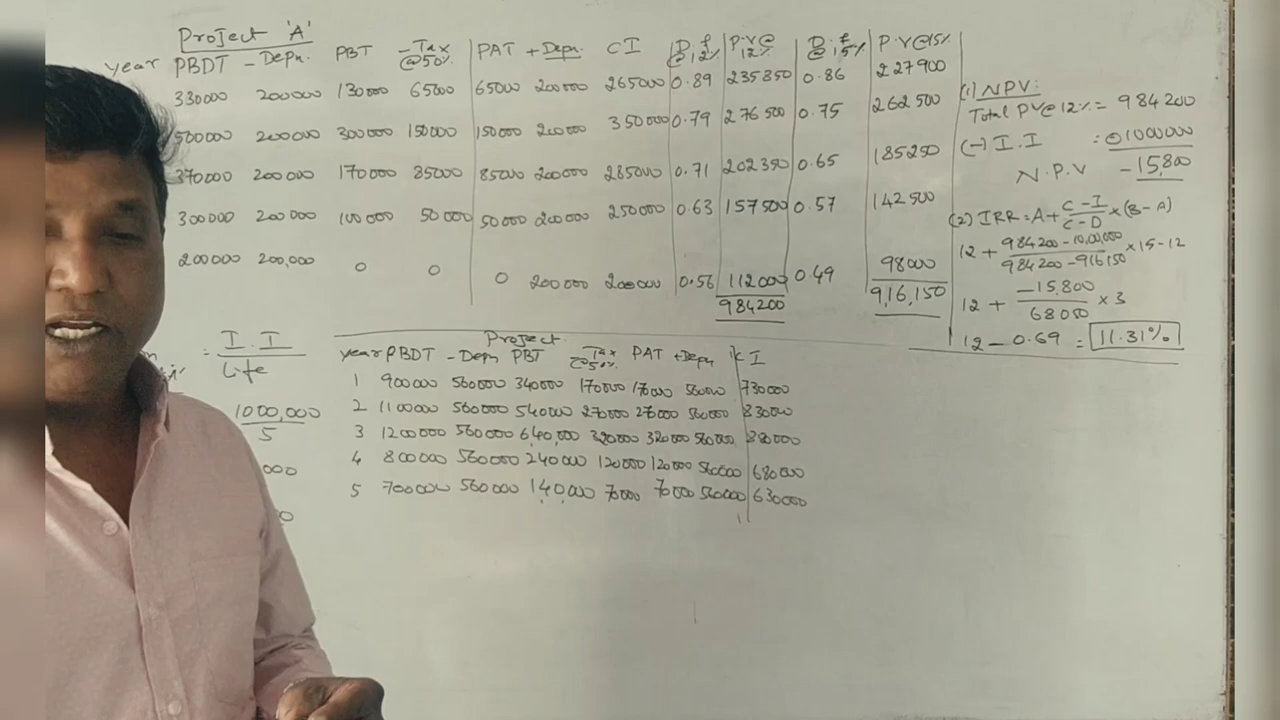 Project 'A'
year PBDT - Depn. PBT - Tax @50% PAT + Depn. C I D.f @12% P.V@ 12% D.f @15% P.V@15%
330000 200000 130000 65000 65000 200000 265000 0.89 235850 0.86 227900
500000 200000 300000 150000 150000 200000 350000 0.79 276500 0.75 262500
370000 200000 170000 85000 85000 200000 285000 0.71 202350 0.65 185250
300000 200000 100000 50000 50000 200000 250000 0.63 157500 0.57 142500
200000 200,000 0 0 0 200000 200000 0.56 112000 0.49 98000
984200 9,16,150
(1) NPV:
Total PV@12% = 984200
(-) I.I : 1000000
N.P.V -15,800
(2) IRR = A + C-I / C-D × (B-A)
12 + 984200 - 10,00,000 / 984200 - 916150 × 15-12
12 + -15,800 / 68050 × 3
12 - 0.69 = 11.31%
= I.I / Life
1000,000 / 5
Project
year PBDT - Depn PBT - Tax @50% PAT + Depn C I
1 900000 560000 340000 170000 170000 560000 730000
2 1100000 560000 540000 270000 270000 560000 830000
3 1200000 560000 6,40,000 320000 320000 560000 880000
4 800000 560000 240000 120000 120000 560000 680000
5 700000 560000 1,40,000 70000 70000 560000 630000